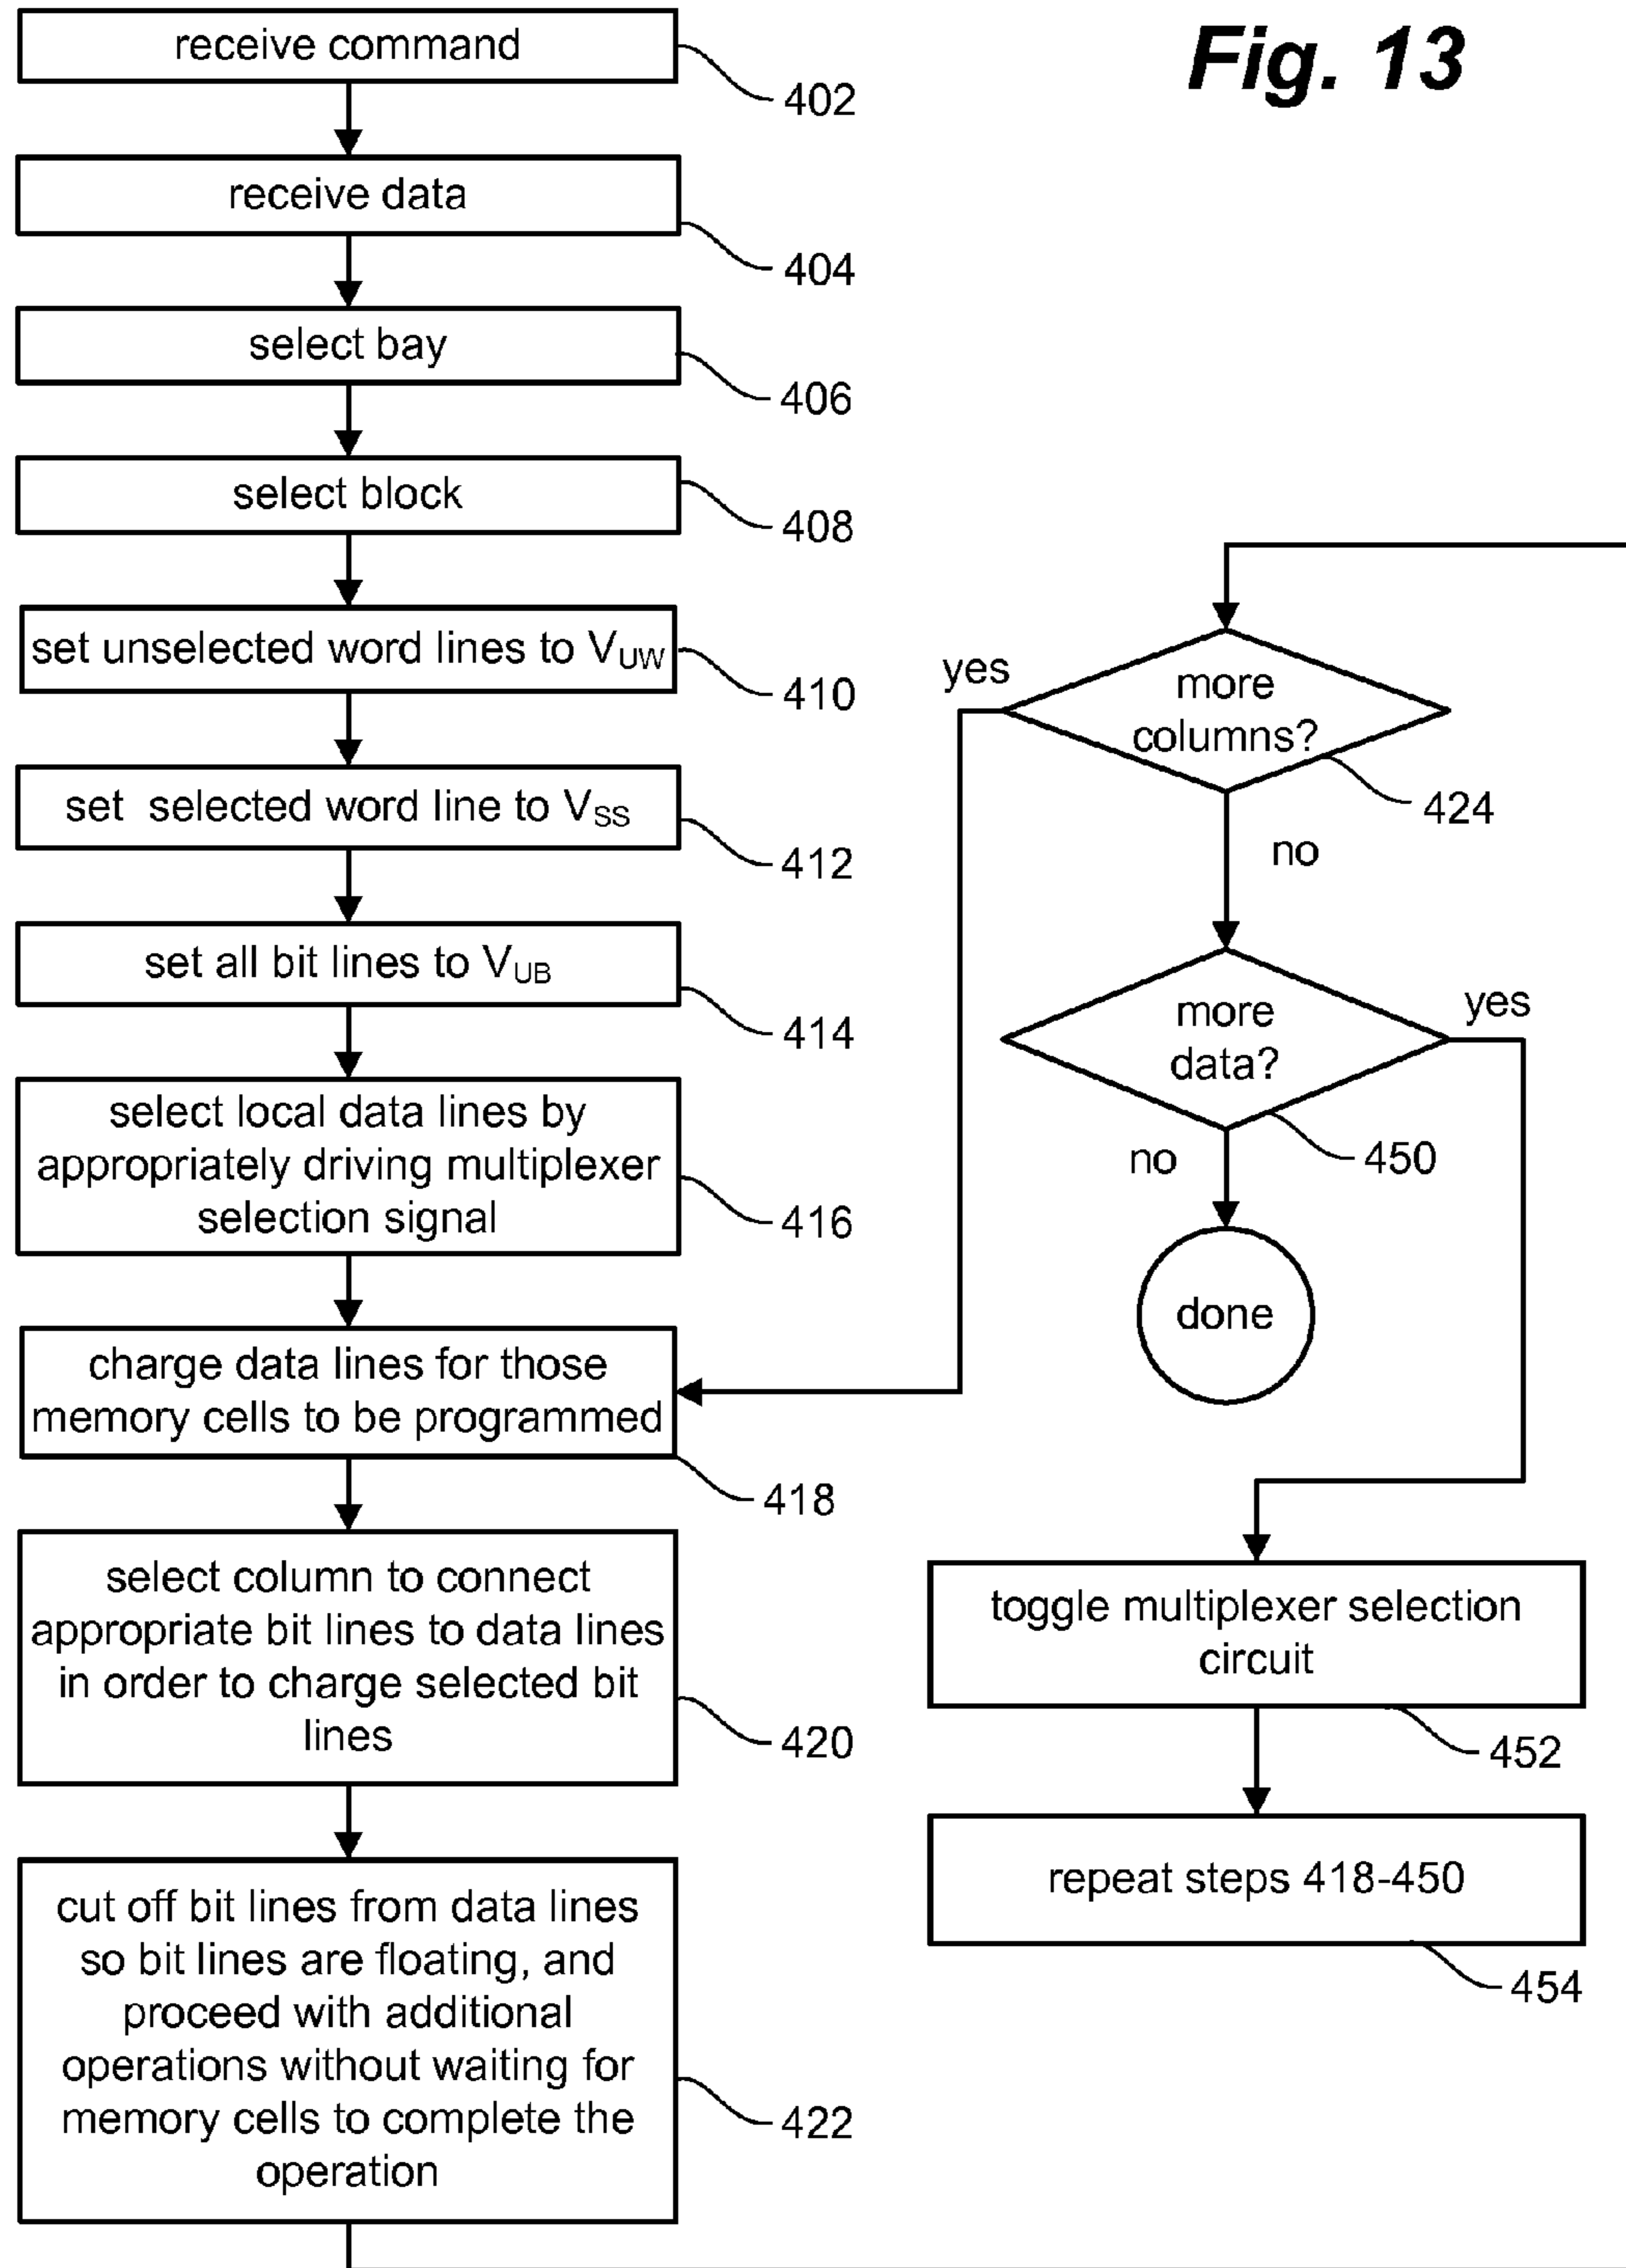 Fig. 13
receive command
402
receive data
404
select bay
406
select block
408
set unselected word lines to VUW
410
set selected word line to VSS
412
set all bit lines to VUB
414
select local data lines by
appropriately driving multiplexer
selection signal
416
charge data lines for those
memory cells to be programmed
418
select column to connect
appropriate bit lines to data lines
in order to charge selected bit
lines
420
cut off bit lines from data lines
so bit lines are floating, and
proceed with additional
operations without waiting for
memory cells to complete the
operation
422
yes
more
columns?
424
no
more
data?
yes
450
no
done
toggle multiplexer selection
circuit
452
repeat steps 418-450
454